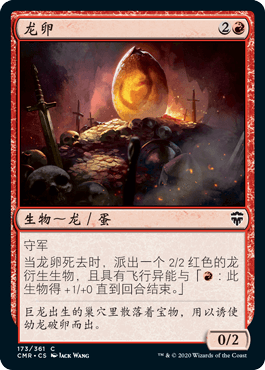 龙卵 2
生物~龙/蛋
守军
当龙卵死去时,派出一个 2/2 红色的龙
衍生生物,且具有飞行异能与「:此
生物得 +1/+0 直到回合结束。」
巨龙出生的巢穴里散落着宝物,用以诱使
幼龙破卵而出。
0/2
173/361 C
CMR • CS JACK WANG
™ & © 2020 Wizards of the Coast